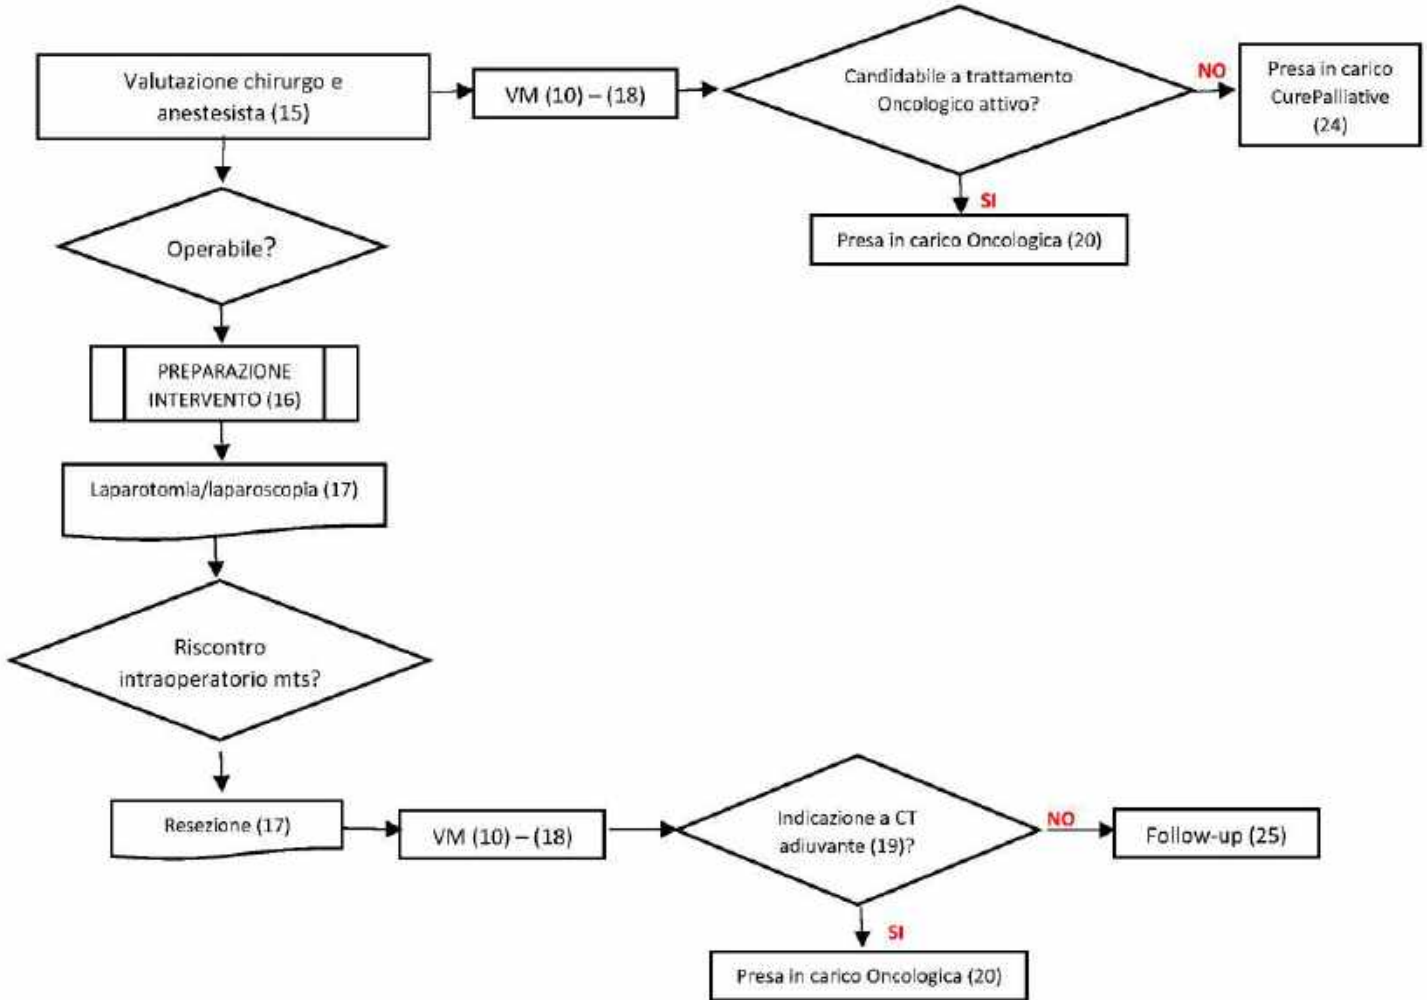 Valutazione chirurgo e
anestesista (15)
VM (10) – (18)
Candidabile a trattamento
Oncologico attivo?
NO
Presa in carico
CurePalliative
(24)
SI
Presa in carico Oncologica (20)
Operabile?
PREPARAZIONE
INTERVENTO (16)
Laparotomia/laparoscopia (17)
Riscontro
intraoperatorio mts?
Resezione (17)
VM (10) – (18)
Indicazione a CT
adiuvante (19)?
NO
Follow-up (25)
SI
Presa in carico Oncologica (20)